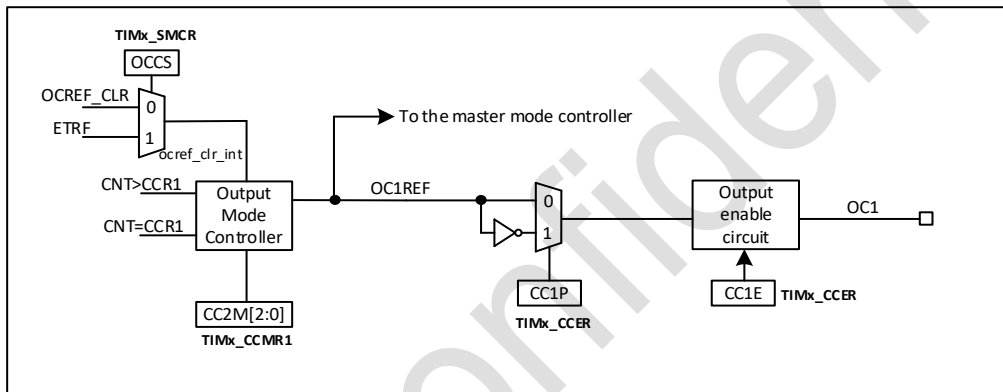 TIMx_SMCR
OCCS
OCREF_CLR
0
ETRF
1
ocref_clr_int
To the master mode controller
CNT>CCR1
CNT=CCR1
Output
Mode
Controller
OC1REF
0
1
Output
enable
circuit
OC1
CC2M[2:0]
TIMx_CCMR1
CC1P
TIMx_CCER
CC1E
TIMx_CCER
onfiden